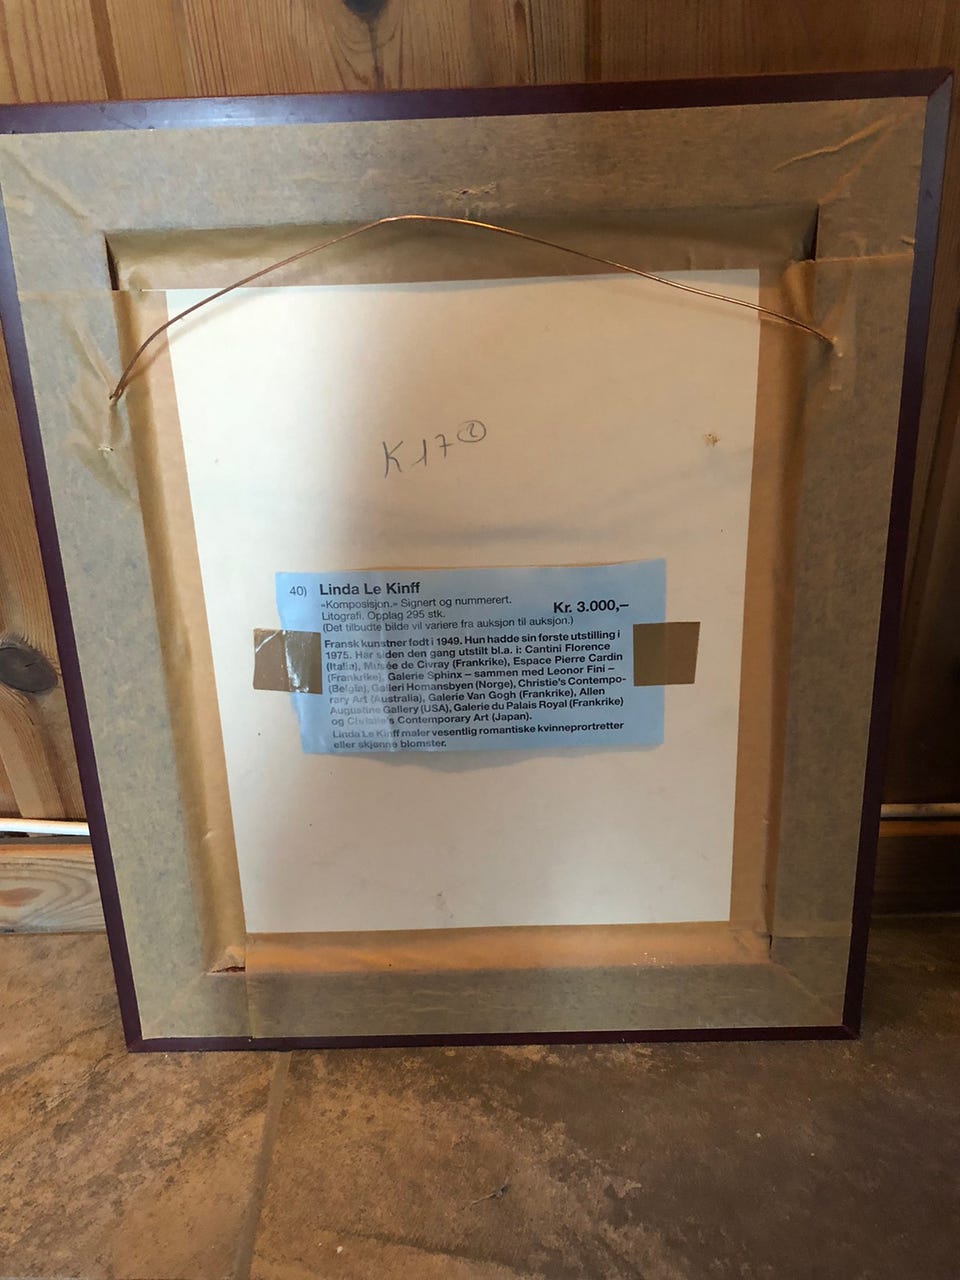 K 17 2
40) Linda Le Kinff
«Komposisjon.» Signert og nummerert. Kr. 3.000,–
Litografi. Opplag 295 stk.
(Det tilbudte bilde vil variere fra auksjon til auksjon.)
Fransk kunstner født i 1949. Hun hadde sin første utstilling i
1975. Har siden den gang utstilt bl.a. i: Cantini Florence
(Italia), Musée de Civray (Frankrike), Espace Pierre Cardin
(Frankrike), Galerie Sphinx – sammen med Leonor Fini –
(Belgia), Galleri Homansbyen (Norge), Christie's Contempo-
rary Art (Australia), Galerie Van Gogh (Frankrike), Allen
Augustine Gallery (USA), Galerie du Palais Royal (Frankrike)
og Christie's Contemporary Art (Japan).
Linda Le Kinff maler vesentlig romantiske kvinneprortretter
eller skjønne blomster.